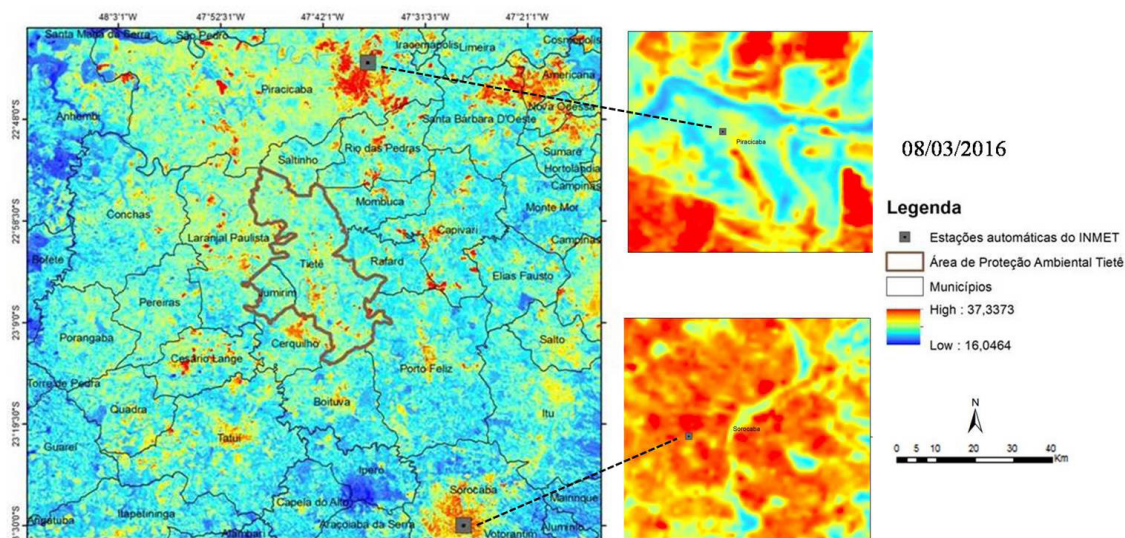 48°3'1"W 47°52'31"W 47°42'1"W 47°31'31"W 47°21'1"W
Santa Maria da Serra
São Pedro
Iracemápolis
Limeira
Cosmópolis
Piracicaba
Americana
Nova Odessa
Anhembi
Santa Bárbara D'Oeste
22°48'0"S
Rio das Pedras
Sumaré
Saltinho
Hortolândia
Campinas
Mombuca
Monte Mor
Conchas
22°58'30"S
Capivari
Laranjal Paulista
Campinas
Tietê
Rafard
Bofete
Elias Fausto
Jumirim
Pereiras
23°9'0"S
Porangaba
Cerquilho
Salto
Cesário Lange
Porto Feliz
Torre de Pedra
Boituva
Quadra
Itu
23°19'30"S
Tatuí
Guareí
Iperó
Sorocaba
Capela do Alto
Mairinque
Itapetininga
Angatuba
Araçoiaba da Serra
Alumínio
Alambari
Votorantim
23°30'0"S
Piracicaba
Sorocaba
08/03/2016
Legenda
Estações automáticas do INMET
Área de Proteção Ambiental Tietê
Municípios
High : 37,3373
Low : 16,0464
N
0 5 10 20 30 40
Km